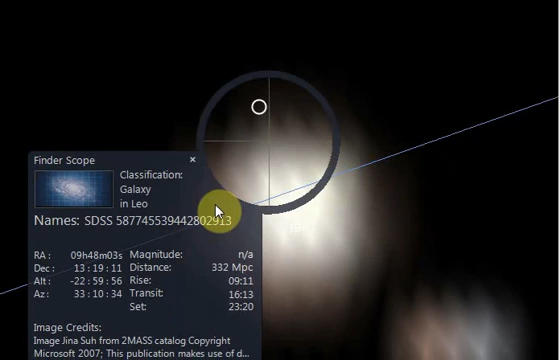 Finder Scope
Classification:
Galaxy
in Leo
Names: SDSS 587745539442802913
RA : 09h48m03s
Magnitude: n/a
Dec : 13 : 19 : 11
Distance: 332 Mpc
Alt : -22 : 59 : 56
Rise: 09:11
Az : 33 : 10 : 34
Transit: 16:13
Set: 23:20
Image Credits:
Image Jina Suh from 2MASS catalog Copyright
Microsoft 2007; This publication makes use of d...